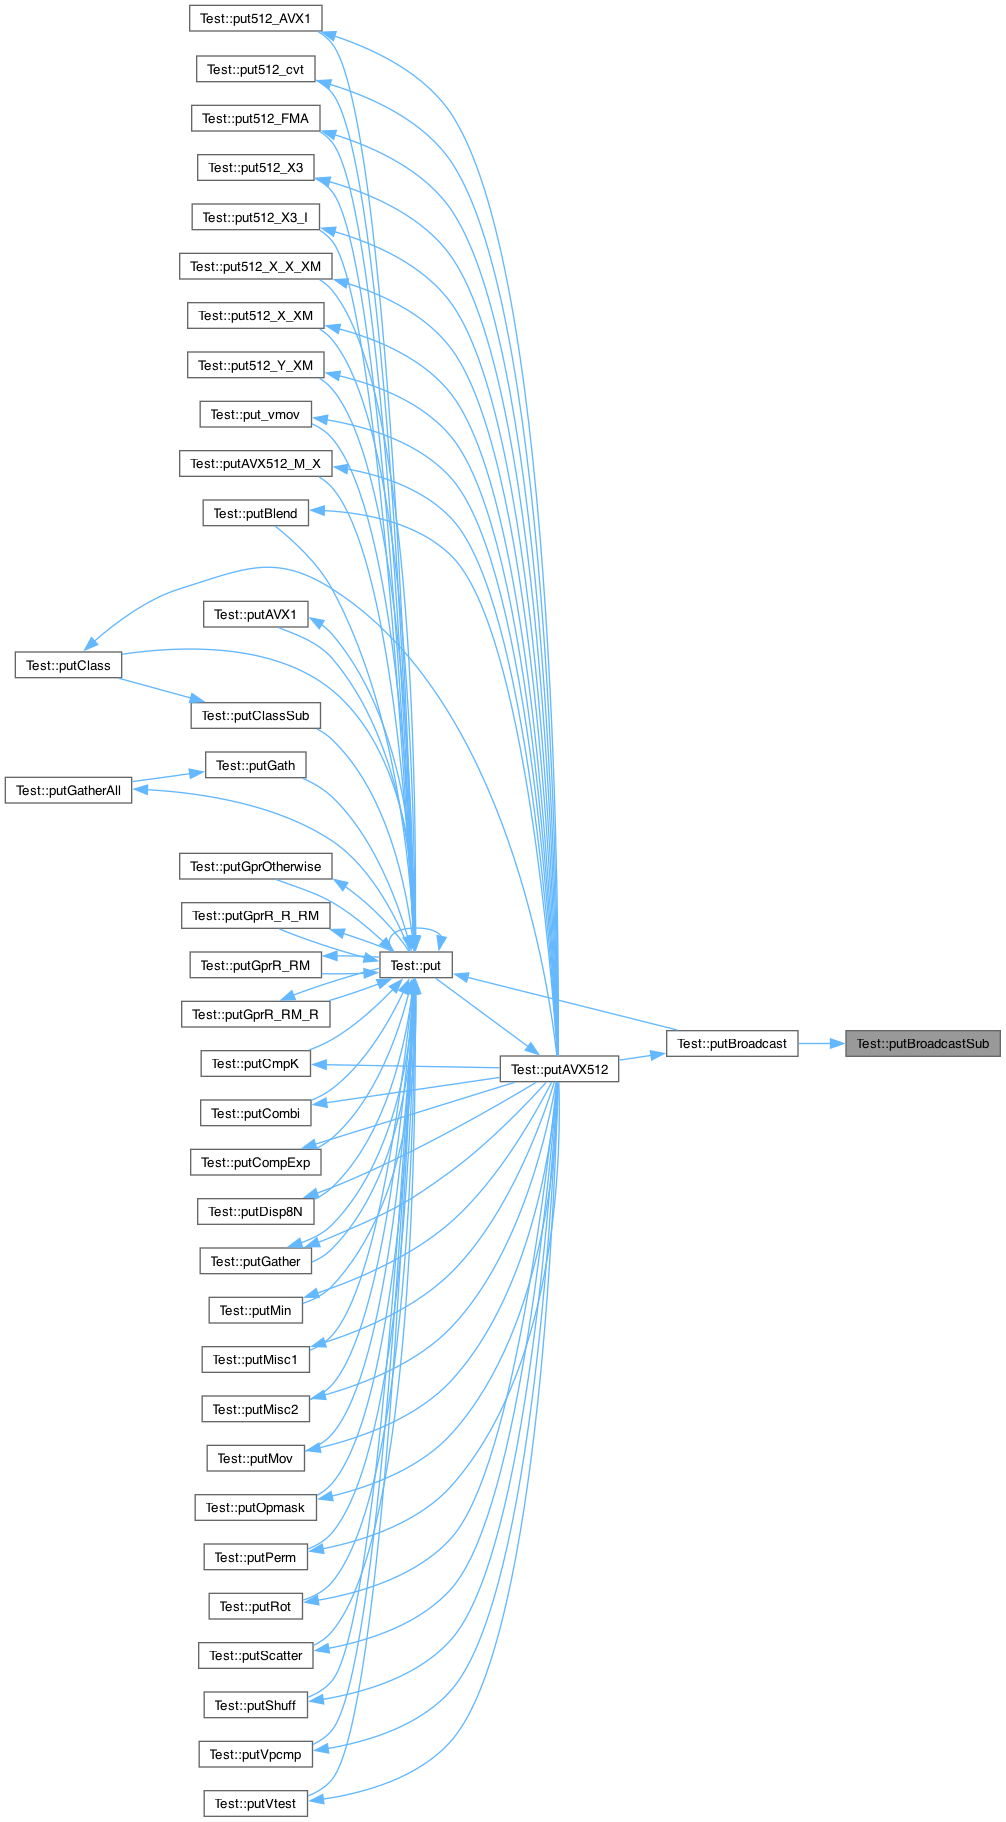 Test::put512_AVX1
Test::put512_cvt
Test::put512_FMA
Test::put512_X3
Test::put512_X3_I
Test::put512_X_X_XM
Test::put512_X_XM
Test::put512_Y_XM
Test::put_vmov
Test::putAVX512_M_X
Test::putBlend
Test::putAVX1
Test::putClass
Test::putClassSub
Test::putGath
Test::putGatherAll
Test::putGprOtherwise
Test::putGprR_R_RM
Test::putGprR_RM
Test::put
Test::putGprR_RM_R
Test::putBroadcast
Test::putBroadcastSub
Test::putCmpK
Test::putAVX512
Test::putCombi
Test::putCompExp
Test::putDisp8N
Test::putGather
Test::putMin
Test::putMisc1
Test::putMisc2
Test::putMov
Test::putOpmask
Test::putPerm
Test::putRot
Test::putScatter
Test::putShuff
Test::putVpcmp
Test::putVtest